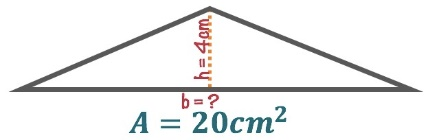 h = 4cm
b = ?
A = 20cm²